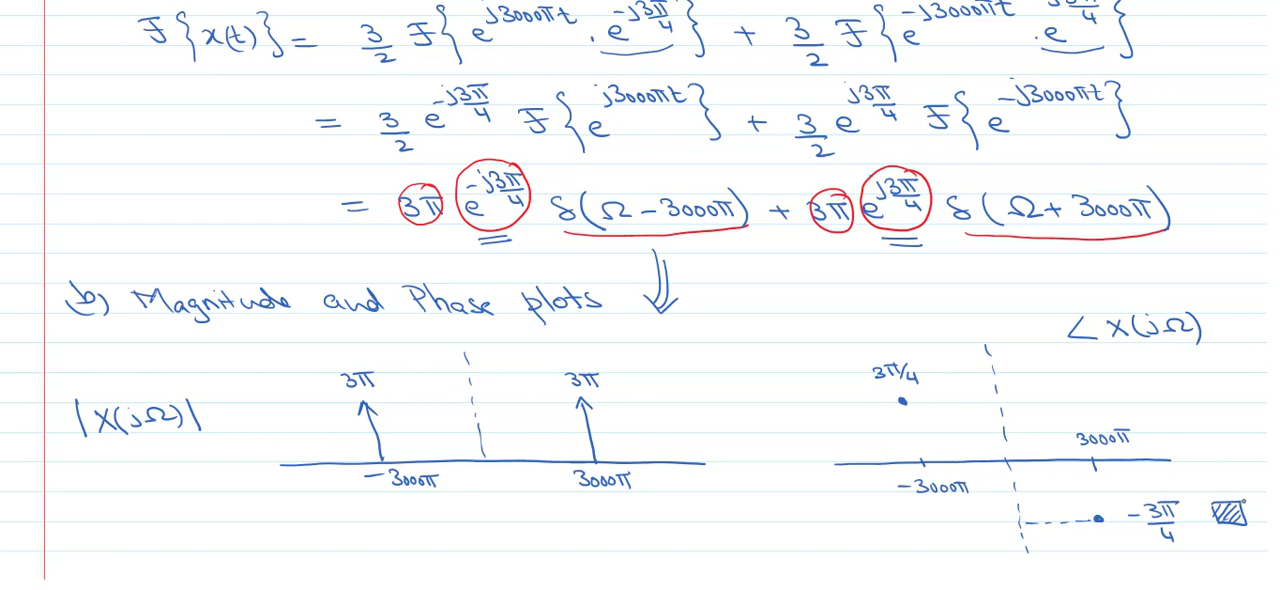 F{x(t)} = 3/2 F{e^{j3000πt} . e^{-j3π/4}} + 3/2 F{e^{-j3000πt} . e^{j3π/4}}
= 3/2 e^{-j3π/4} F{e^{j3000πt}} + 3/2 e^{j3π/4} F{e^{-j3000πt}}
= 3π e^{-j3π/4} δ(Ω - 3000π) + 3π e^{j3π/4} δ(Ω + 3000π)
b) Magnitude and Phase plots ⇓
∠X(jΩ)
|X(jΩ)|
3π
3π
-3000π
3000π
3π/4
3000π
-3000π
-3π/4